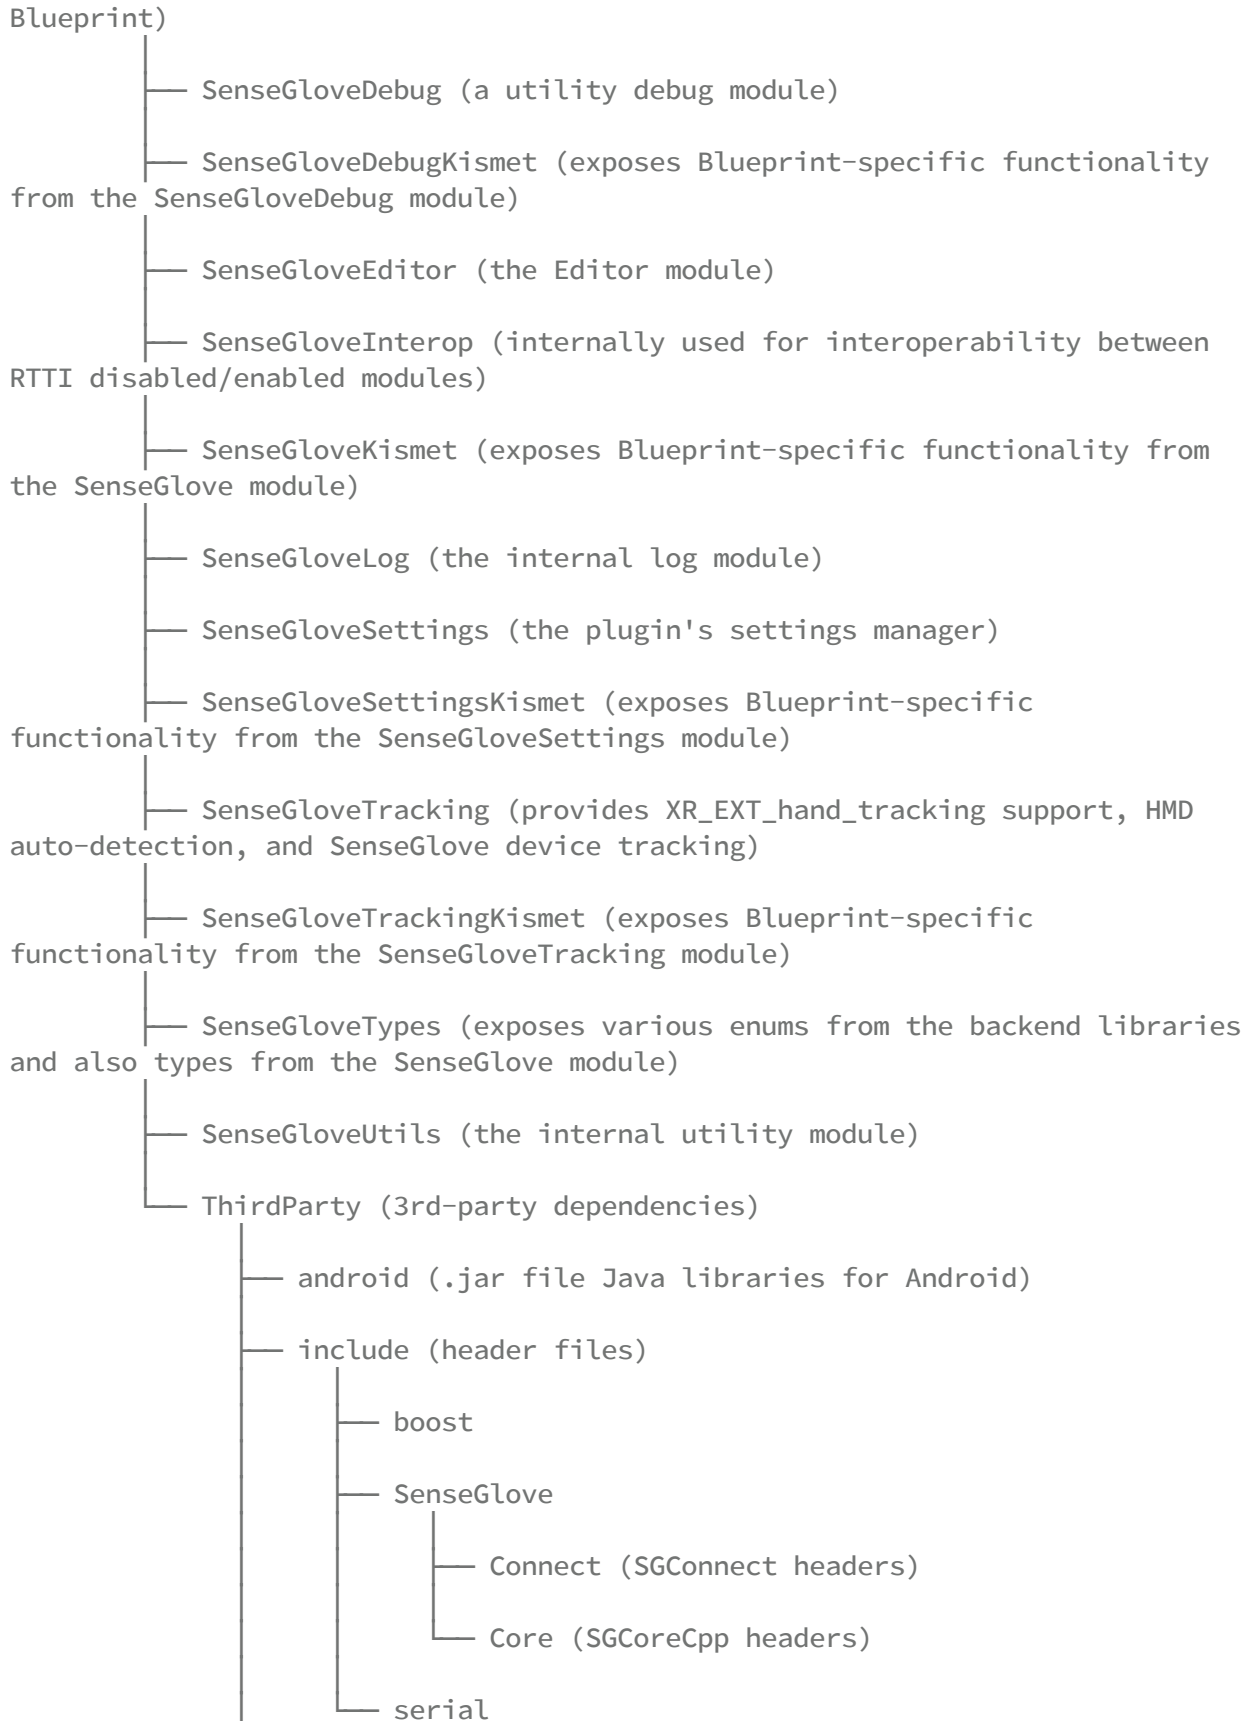 Blueprint)
├── SenseGloveDebug (a utility debug module)
├── SenseGloveDebugKismet (exposes Blueprint-specific functionality
from the SenseGloveDebug module)
├── SenseGloveEditor (the Editor module)
├── SenseGloveInterop (internally used for interoperability between
RTTI disabled/enabled modules)
├── SenseGloveKismet (exposes Blueprint-specific functionality from
the SenseGlove module)
├── SenseGloveLog (the internal log module)
├── SenseGloveSettings (the plugin's settings manager)
├── SenseGloveSettingsKismet (exposes Blueprint-specific
functionality from the SenseGloveSettings module)
├── SenseGloveTracking (provides XR_EXT_hand_tracking support, HMD
auto-detection, and SenseGlove device tracking)
├── SenseGloveTrackingKismet (exposes Blueprint-specific
functionality from the SenseGloveTracking module)
├── SenseGloveTypes (exposes various enums from the backend libraries
and also types from the SenseGlove module)
├── SenseGloveUtils (the internal utility module)
└── ThirdParty (3rd-party dependencies)
├── android (.jar file Java libraries for Android)
├── include (header files)
├── boost
├── SenseGlove
├── Connect (SGConnect headers)
└── Core (SGCoreCpp headers)
└── serial